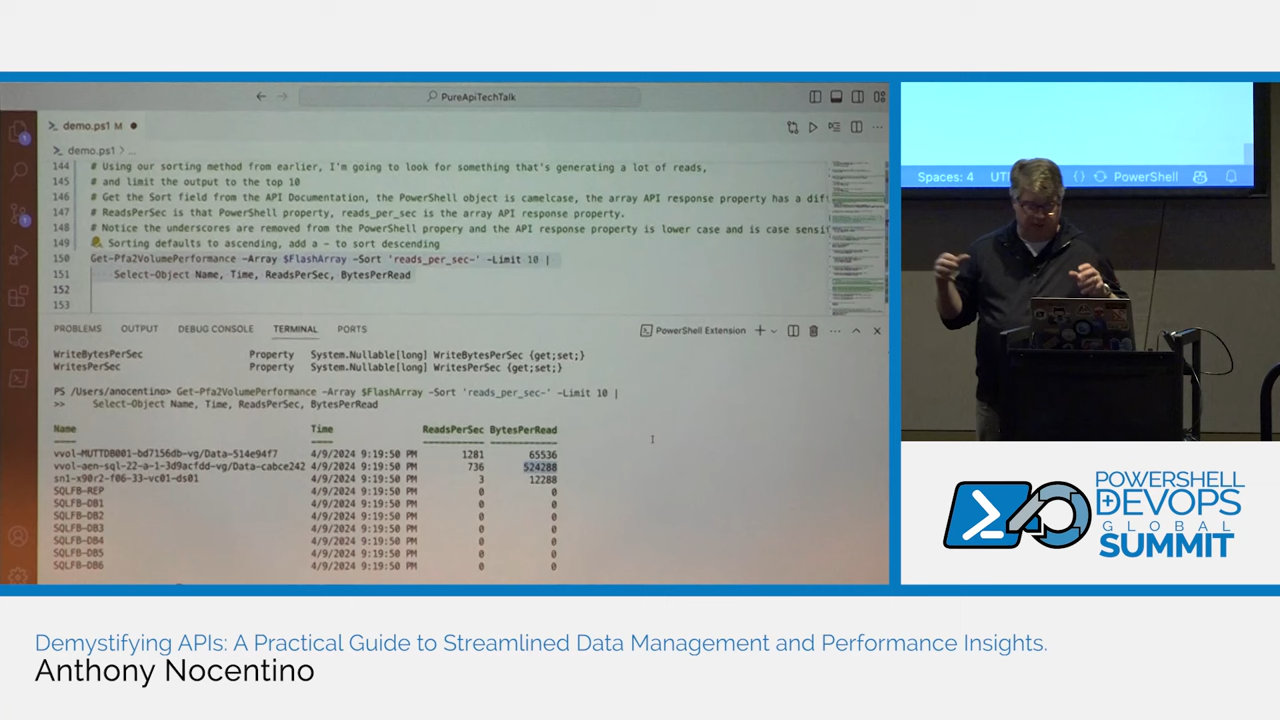 PureApiTechTalk
demo.ps1 M
demo.ps1 > ...
144 # Using our sorting method from earlier, I'm going to look for something that's generating a lot of reads,
145 # and limit the output to the top 10
146 # Get the Sort field from the API Documentation, the PowerShell object is camelcase, the array API response property has a dif
147 # ReadsPerSec is that PowerShell property, reads_per_sec is the array API response property.
148 # Notice the underscores are removed from the PowerShell propery and the API response property is lower case and is case sensi
149 Sorting defaults to ascending, add a - to sort descending
150 Get-Pfa2VolumePerformance -Array $FlashArray -Sort 'reads_per_sec-' -Limit 10 |
151 Select-Object Name, Time, ReadsPerSec, BytesPerRead
152
153
PROBLEMS OUTPUT DEBUG CONSOLE TERMINAL PORTS PowerShell Extension
WriteBytesPerSec Property System.Nullable[long] WriteBytesPerSec {get;set;}
WritesPerSec Property System.Nullable[long] WritesPerSec {get;set;}
PS /Users/anocentino> Get-Pfa2VolumePerformance -Array $FlashArray -Sort 'reads_per_sec-' -Limit 10 |
>> Select-Object Name, Time, ReadsPerSec, BytesPerRead
Name Time ReadsPerSec BytesPerRead
vvol-MUTTDB001-bd7156db-vg/Data-514e94f7 4/9/2024 9:19:50 PM 1281 65536
vvol-aen-sql-22-a-1-3d9acfdd-vg/Data-cabce242 4/9/2024 9:19:50 PM 736 524288
sn1-x90r2-f06-33-vc01-ds01 4/9/2024 9:19:50 PM 3 12288
SQLFB-REP 4/9/2024 9:19:50 PM 0 0
SQLFB-DB1 4/9/2024 9:19:50 PM 0 0
SQLFB-DB2 4/9/2024 9:19:50 PM 0 0
SQLFB-DB3 4/9/2024 9:19:50 PM 0 0
SQLFB-DB4 4/9/2024 9:19:50 PM 0 0
SQLFB-DB5 4/9/2024 9:19:50 PM 0 0
SQLFB-DB6 4/9/2024 9:19:50 PM 0 0
Spaces: 4 UT {} PowerShell
POWERSHELL
+ DEVOPS
GLOBAL
SUMMIT
Demystifying APIs: A Practical Guide to Streamlined Data Management and Performance Insights.
Anthony Nocentino